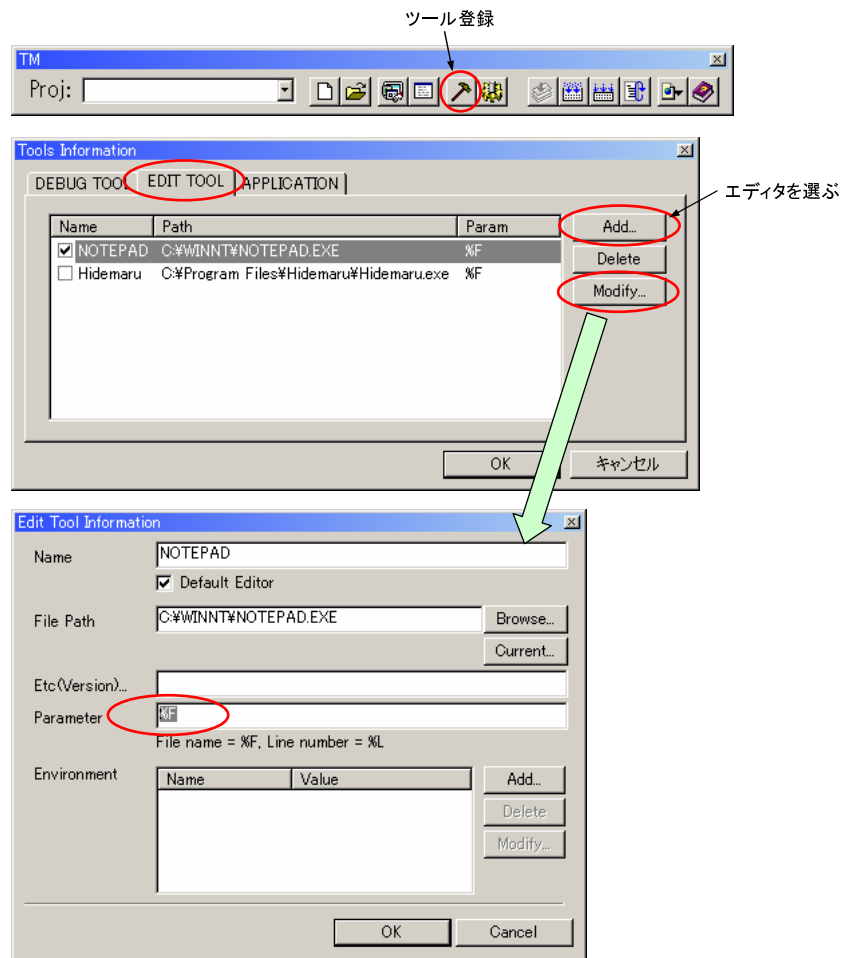 ツール登録
TM
Proj:
Tools Information
DEBUG TOO
EDIT TOOL
APPLICATION
エディタを選ぶ
Name Path Param
Add...
NOTEPAD C:¥WINNT¥NOTEPAD.EXE %F
Delete
Hidemaru C:¥Program Files¥Hidemaru¥Hidemaru.exe %F
Modify...
OK
キャンセル
Edit Tool Information
Name NOTEPAD
Default Editor
File Path C:¥WINNT¥NOTEPAD.EXE Browse...
Current...
Etc(Version)...
Parameter %F
File name = %F, Line number = %L
Environment Name Value Add...
Delete
Modify...
OK Cancel